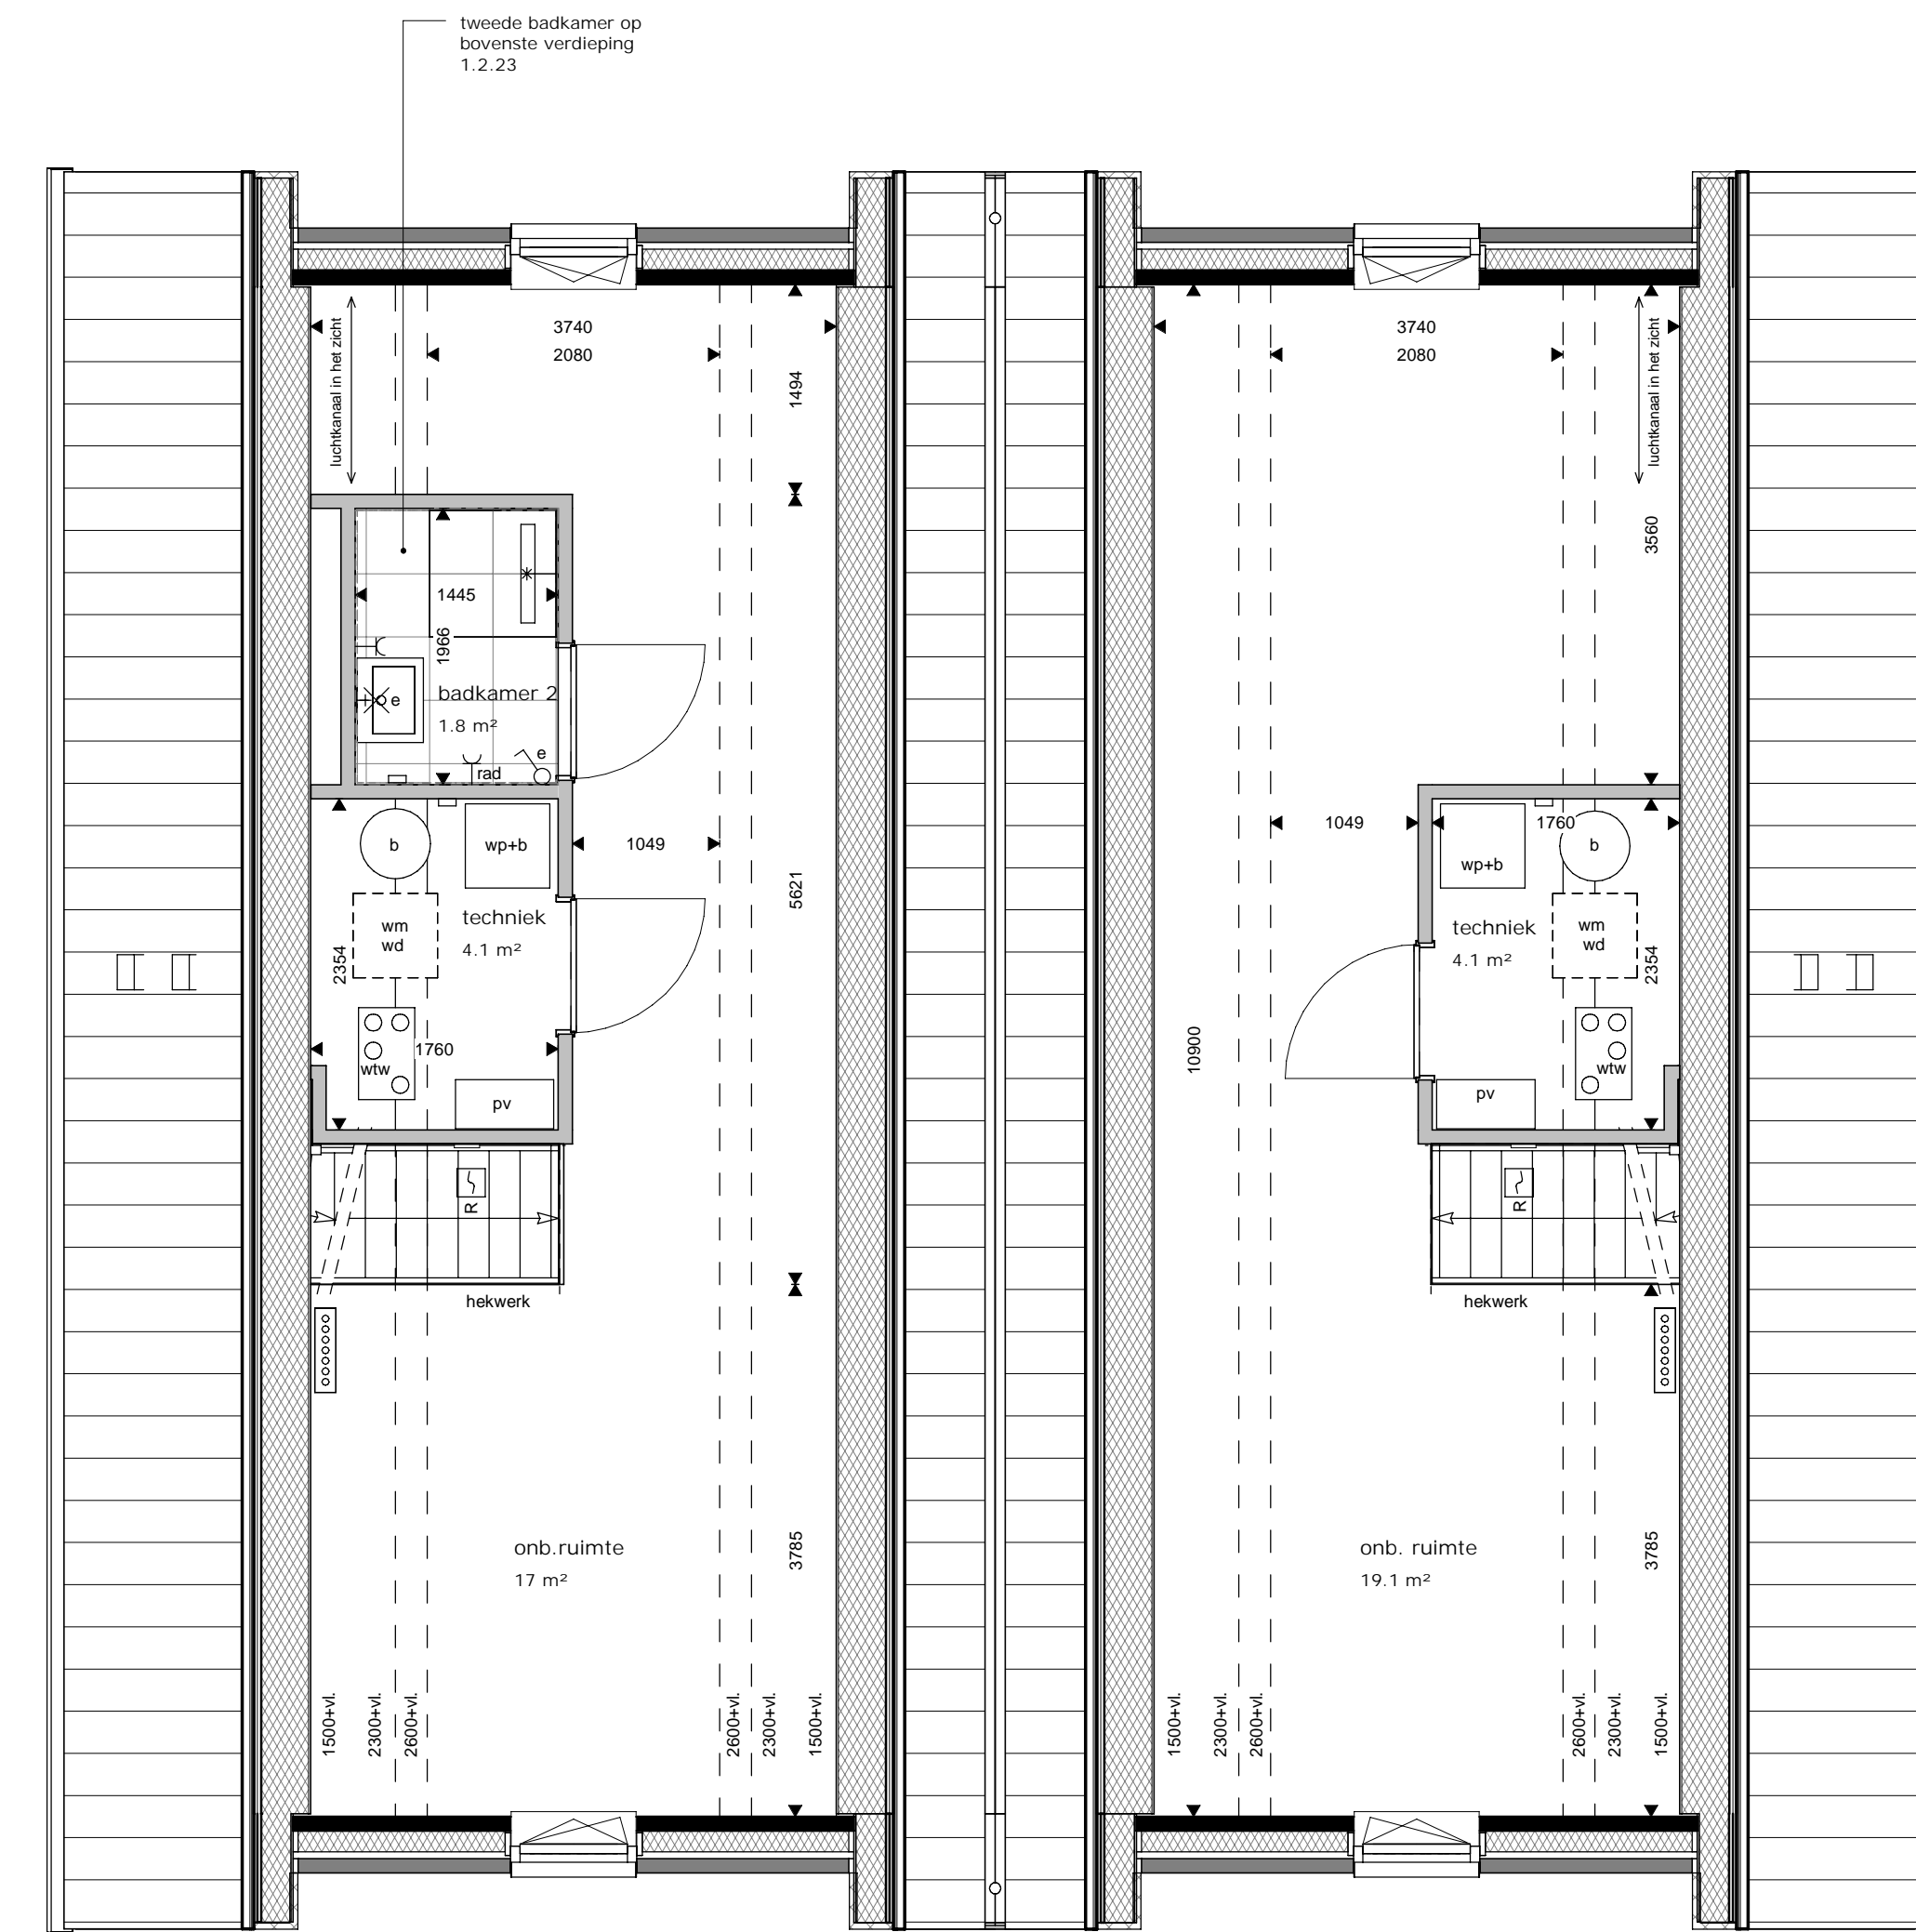 tweede badkamer op
bovenste verdieping
1.2.23
3740
2080
luchtkanaal in het zicht
1494
1445
1966
badkamer 2
1.8 m²
e
e
rad
b
wp+b
1049
wm
wd
techniek
4.1 m²
2354
5621
1760
wtw
pv
R
hekwerk
onb.ruimte
17 m²
3785
1500+vl.
2300+vl.
2600+vl.
2600+vl.
2300+vl.
1500+vl.
3740
2080
luchtkanaal in het zicht
3560
1049
1760
wp+b
b
techniek
4.1 m²
wm
wd
2354
10900
wtw
pv
R
hekwerk
onb. ruimte
19.1 m²
3785
1500+vl.
2300+vl.
2600+vl.
2600+vl.
2300+vl.
1500+vl.